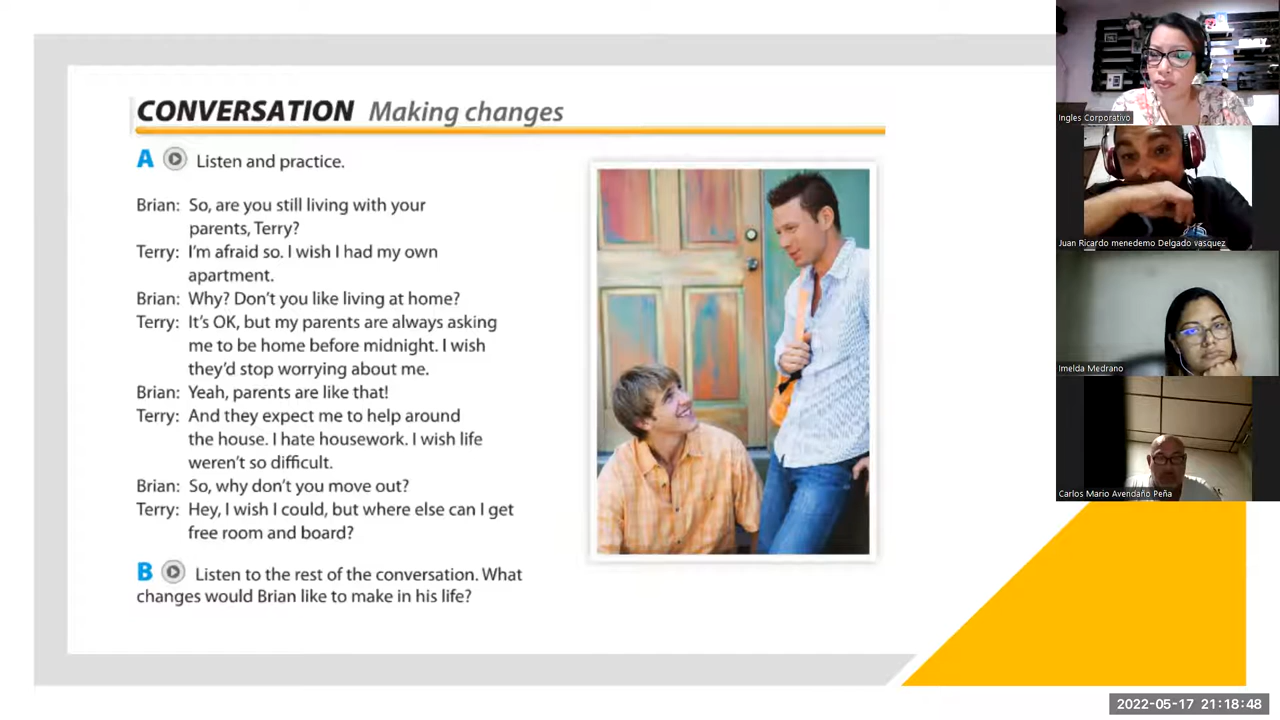 CONVERSATION Making changes
A Listen and practice.
Brian: So, are you still living with your
parents, Terry?
Terry: I'm afraid so. I wish I had my own
apartment.
Brian: Why? Don't you like living at home?
Terry: It's OK, but my parents are always asking
me to be home before midnight. I wish
they'd stop worrying about me.
Brian: Yeah, parents are like that!
Terry: And they expect me to help around
the house. I hate housework. I wish life
weren't so difficult.
Brian: So, why don't you move out?
Terry: Hey, I wish I could, but where else can I get
free room and board?
B Listen to the rest of the conversation. What
changes would Brian like to make in his life?
Ingles Corporativo
Juan Ricardo menedemo Delgado vasquez
Imelda Medrano
Carlos Mario Avendaño Peña
2022-05-17 21:18:48